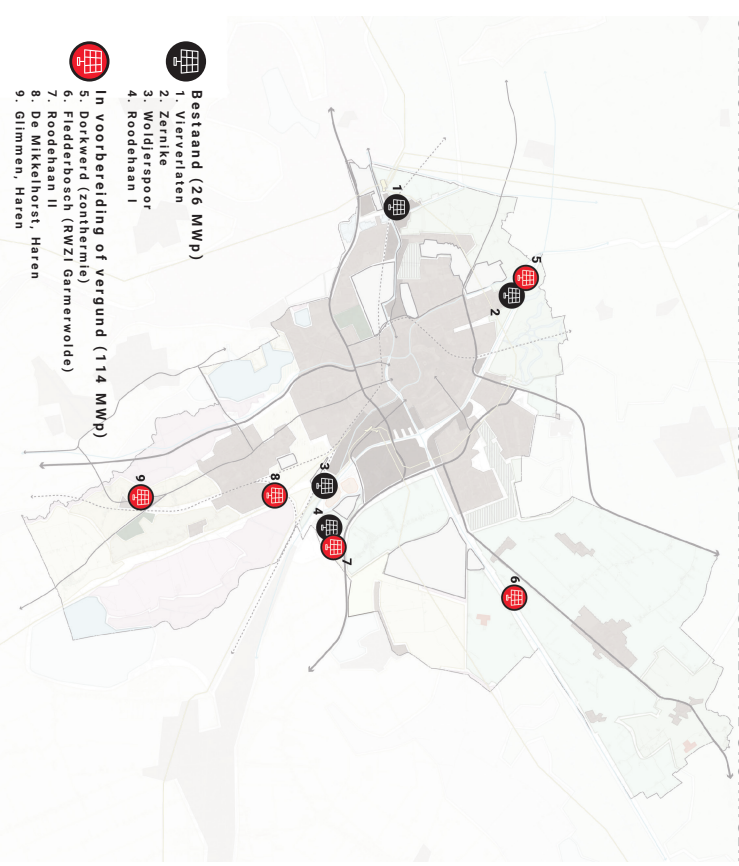 Bestaand (26 MWp)
1. Vierverlaten
2. Zernike
3. Woldjerspoor
4. Roodehaan I
In voorbereiding of vergund (114 MWp)
5. Dorkwerd (zonthermie)
6. Fledderbosch (RWZI Garmerwolde)
7. Roodehaan II
8. De Mikkelhorst, Haren
9. Glimmen, Haren
1
5
2
3
4
7
8
9
6